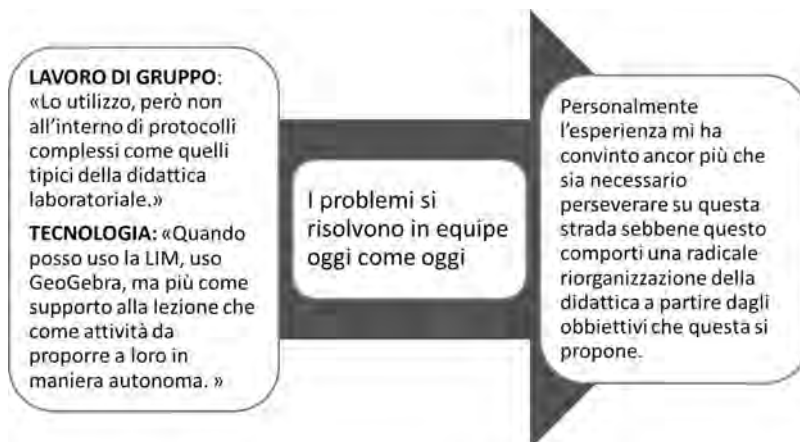 LAVORO DI GRUPPO:
«Lo utilizzo, però non
all'interno di protocolli
complessi come quelli
tipici della didattica
laboratoriale.»
TECNOLOGIA: «Quando
posso uso la LIM, uso
GeoGebra, ma più come
supporto alla lezione che
come attività da
proporre a loro in
maniera autonoma. »
I problemi si
risolvono in equipe
oggi come oggi
Personalmente
l'esperienza mi ha
convinto ancor più che
sia necessario
perseverare su questa
strada sebbene questo
comporti una radicale
riorganizzazione della
didattica a partire dagli
obbiettivi che questa si
propone.